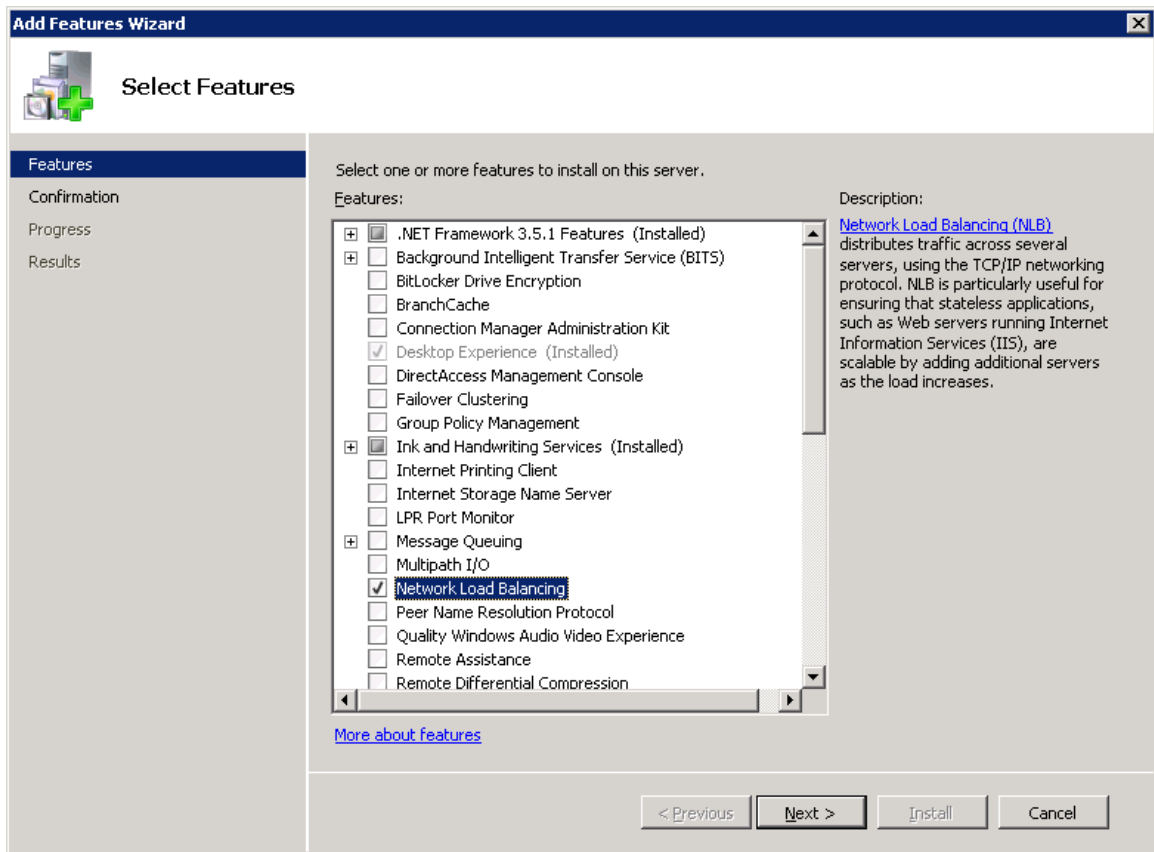 Add Features Wizard
Select Features
Features
Confirmation
Progress
Results
Select one or more features to install on this server.
Features:
.NET Framework 3.5.1 Features (Installed)
Background Intelligent Transfer Service (BITS)
BitLocker Drive Encryption
BranchCache
Connection Manager Administration Kit
Desktop Experience (Installed)
DirectAccess Management Console
Failover Clustering
Group Policy Management
Ink and Handwriting Services (Installed)
Internet Printing Client
Internet Storage Name Server
LPR Port Monitor
Message Queuing
Multipath I/O
Network Load Balancing
Peer Name Resolution Protocol
Quality Windows Audio Video Experience
Remote Assistance
Remote Differential Compression
More about features
Description:
Network Load Balancing (NLB)
distributes traffic across several
servers, using the TCP/IP networking
protocol. NLB is particularly useful for
ensuring that stateless applications,
such as Web servers running Internet
Information Services (IIS), are
scalable by adding additional servers
as the load increases.
< Previous
Next >
Install
Cancel